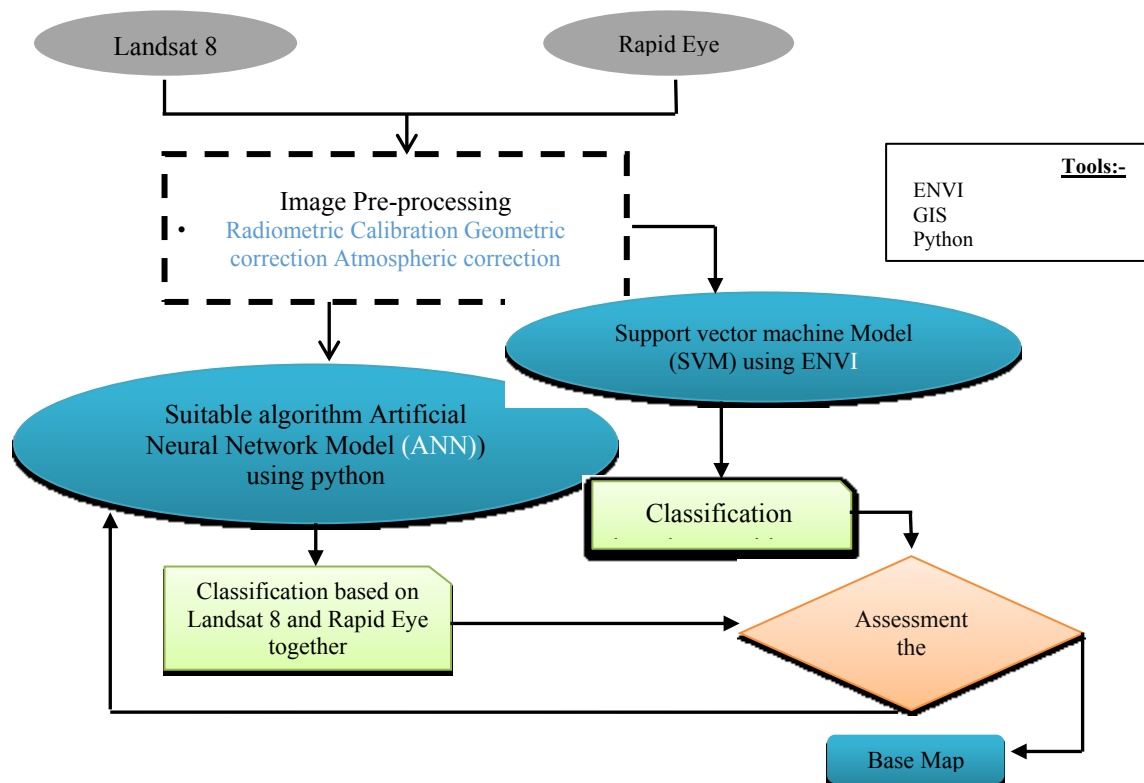 Landsat 8
Rapid Eye
Tools:-
ENVI
GIS
Python
Image Pre-processing
• Radiometric Calibration Geometric
correction Atmospheric correction
Support vector machine Model
(SVM) using ENVI
Suitable algorithm Artificial
Neural Network Model (ANN))
using python
Classification
Classification based on
Landsat 8 and Rapid Eye
together
Assessment
the
Base Map